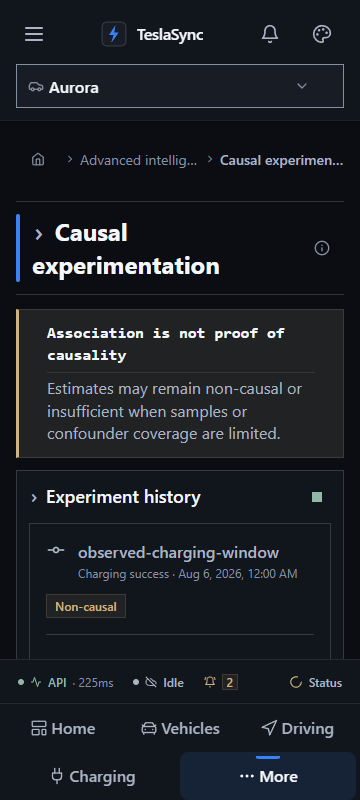 TeslaSync
Aurora
Advanced intellig... Causal experimen...
Causal
experimentation
Association is not proof of
causality
Estimates may remain non-causal or
insufficient when samples or
confounder coverage are limited.
Experiment history
observed-charging-window
Charging success · Aug 6, 2026, 12:00 AM
Non-causal
API · 225ms Idle 2 Status
Home Vehicles Driving
Charging More